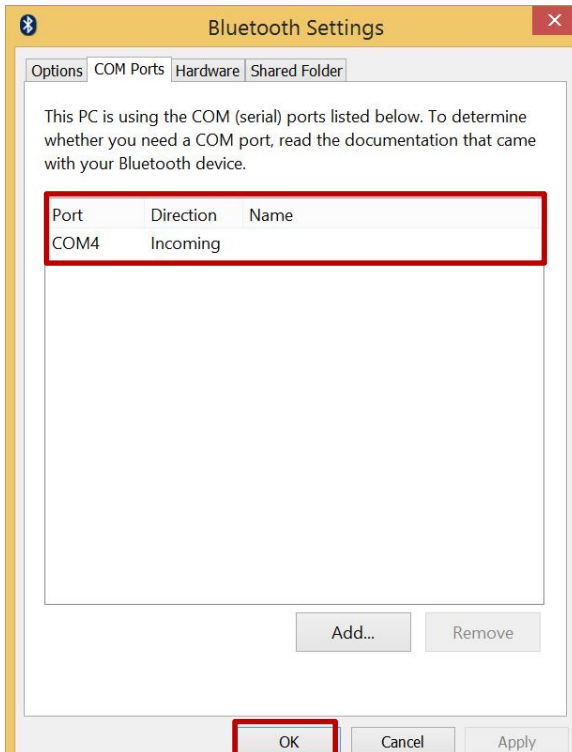 Bluetooth Settings
Options COM Ports Hardware Shared Folder
This PC is using the COM (serial) ports listed below. To determine
whether you need a COM port, read the documentation that came
with your Bluetooth device.
Port Direction Name
COM4 Incoming
Add... Remove
OK Cancel Apply